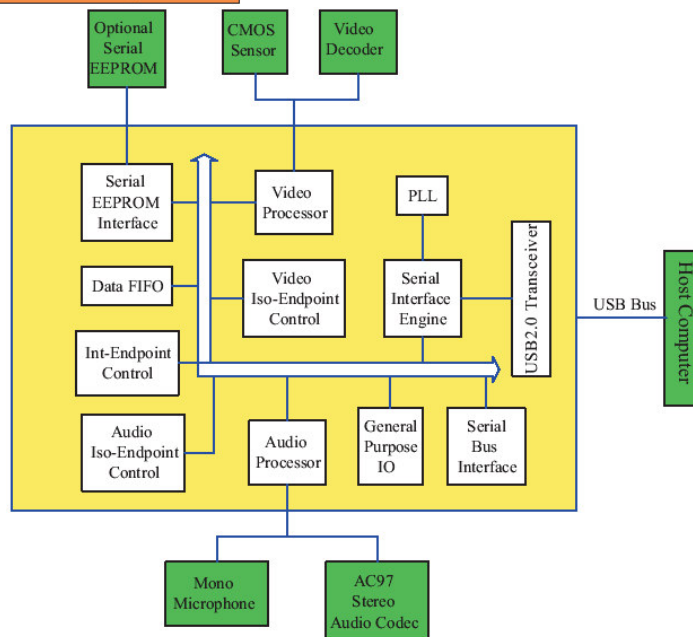 Optional
Serial
EEPROM
CMOS
Sensor
Video
Decoder
Serial
EEPROM
Interface
Video
Processor
PLL
Data FIFO
Video
Iso-Endpoint
Control
Serial
Interface
Engine
USB2.0 Transceiver
USB Bus
Host Computer
Int-Endpoint
Control
Audio
Iso-Endpoint
Control
Audio
Processor
General
Purpose
IO
Serial
Bus
Interface
Mono
Microphone
AC97
Stereo
Audio Codec